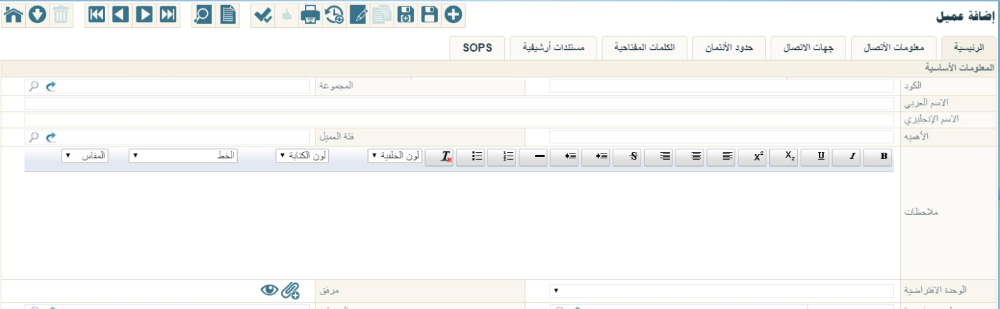 إضافة عميل
الرئيسية معلومات الأتصال جهات الاتصال حدود الأئتمان الكلمات المفتاحية مستندات أرشيفية SOPS
المعلومات الأساسية
الكود المجموعة
الاسم العربي
الاسم الإنجليزي
الأهميه فئة العميل
B I U X₂ X² S لون الخلفية لون الكتابة الخط المقاس
ملاحظات
الوحدة الافتراضية مرفق